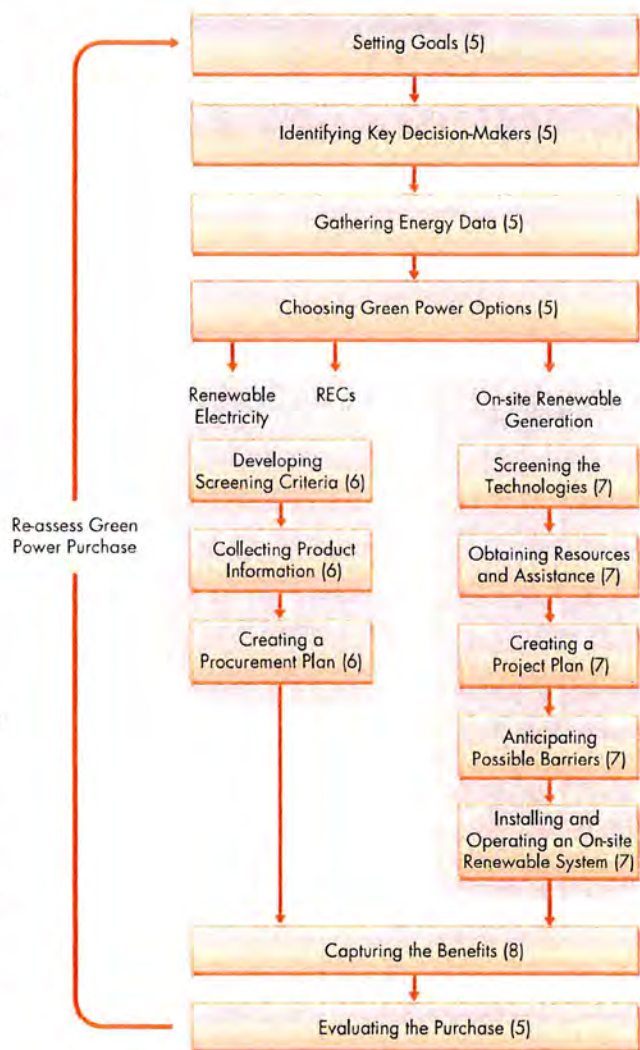 Setting Goals (5)
Identifying Key Decision-Makers (5)
Gathering Energy Data (5)
Choosing Green Power Options (5)
Renewable
Electricity
RECs
On-site Renewable
Generation
Developing
Screening Criteria (6)
Collecting Product
Information (6)
Creating a
Procurement Plan (6)
Screening the
Technologies (7)
Obtaining Resources
and Assistance (7)
Creating a
Project Plan (7)
Anticipating
Possible Barriers (7)
Installing and
Operating an On-site
Renewable System (7)
Re-assess Green
Power Purchase
Capturing the Benefits (8)
Evaluating the Purchase (5)